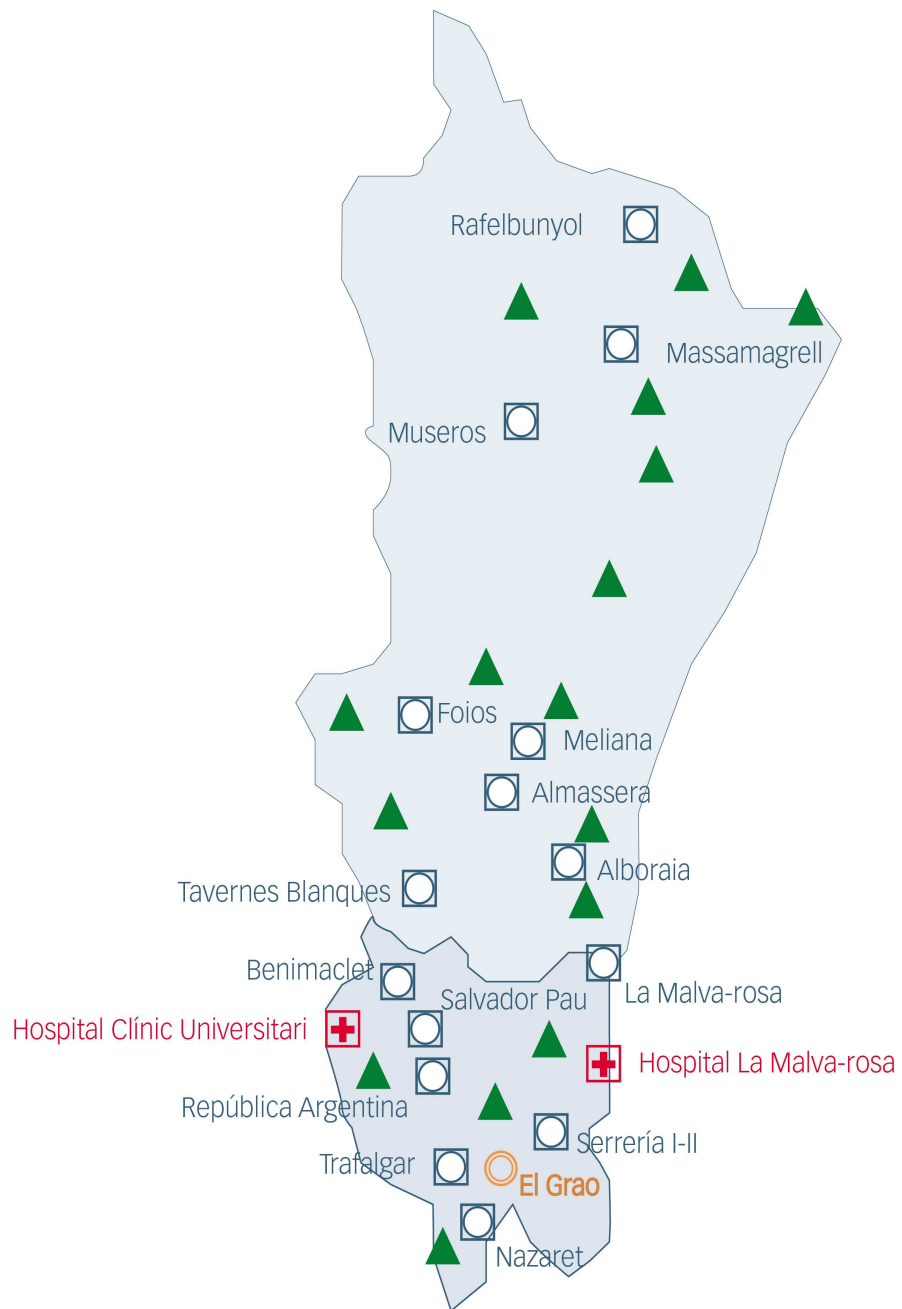 Rafelbunyol
Massamagrell
Museros
Foios
Meliana
Almassera
Alboraia
Tavernes Blanques
Benimaclet
La Malva-rosa
Salvador Pau
Hospital Clínic Universitari
Hospital La Malva-rosa
República Argentina
Serrería I-II
Trafalgar
El Grao
Nazaret